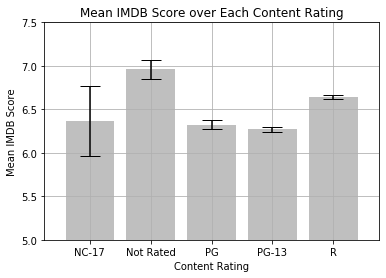 Mean IMDB Score over Each Content Rating
Mean IMDB Score
7.5
7.0
6.5
6.0
5.5
5.0
NC-17 Not Rated PG PG-13 R
Content Rating